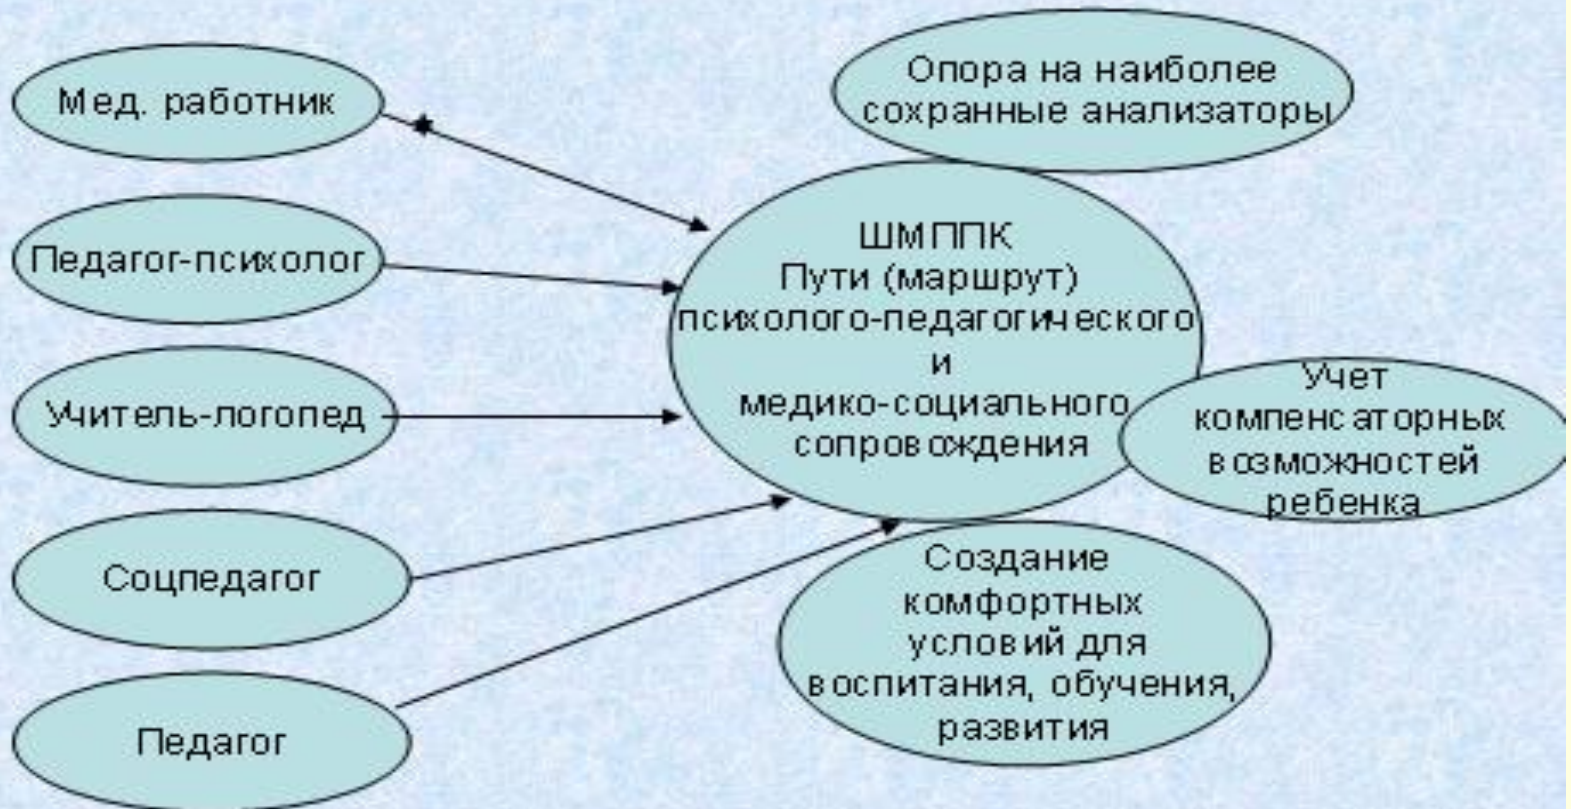 Мед. работник
Педагог-психолог
Учитель-логопед
Соцпедагог
Педагог
Опора на наиболее
сохранные анализаторы
ШМППК
Пути (маршрут)
психолого-педагогического
и
медико-социального
сопровождения
Учет
компенсаторных
возможностей
ребенка
Создание
комфортных
условий для
воспитания, обучения,
развития